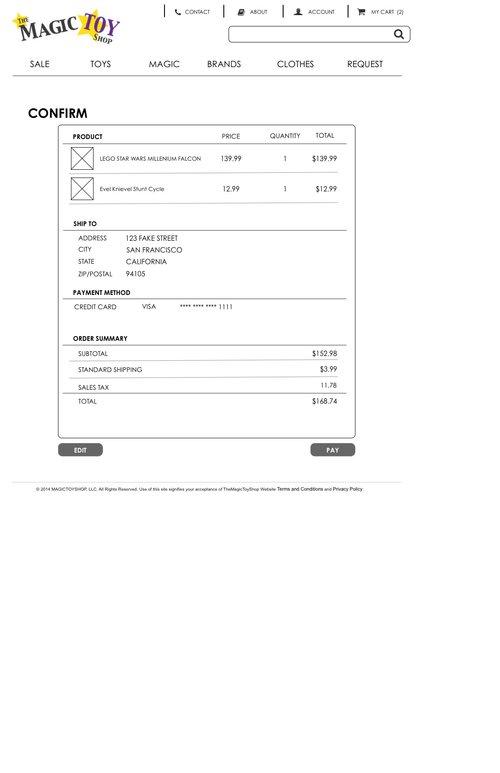 THE MAGIC TOY SHOP
CONTACT ABOUT ACCOUNT MY CART (2)
SALE TOYS MAGIC BRANDS CLOTHES REQUEST
CONFIRM
PRODUCT PRICE QUANTITY TOTAL
LEGO STAR WARS MILLENIUM FALCON 139.99 1 $139.99
Evel Knievel Stunt Cycle 12.99 1 $12.99
SHIP TO
ADDRESS 123 FAKE STREET
CITY SAN FRANCISCO
STATE CALIFORNIA
ZIP/POSTAL 94105
PAYMENT METHOD
CREDIT CARD VISA **** **** **** 1111
ORDER SUMMARY
SUBTOTAL $152.98
STANDARD SHIPPING $3.99
SALES TAX 11.78
TOTAL $168.74
EDIT PAY
© 2014 MAGICTOYSHOP, LLC. All Rights Reserved. Use of this site signifies your acceptance of TheMagicToyShop Website Terms and Conditions and Privacy Policy